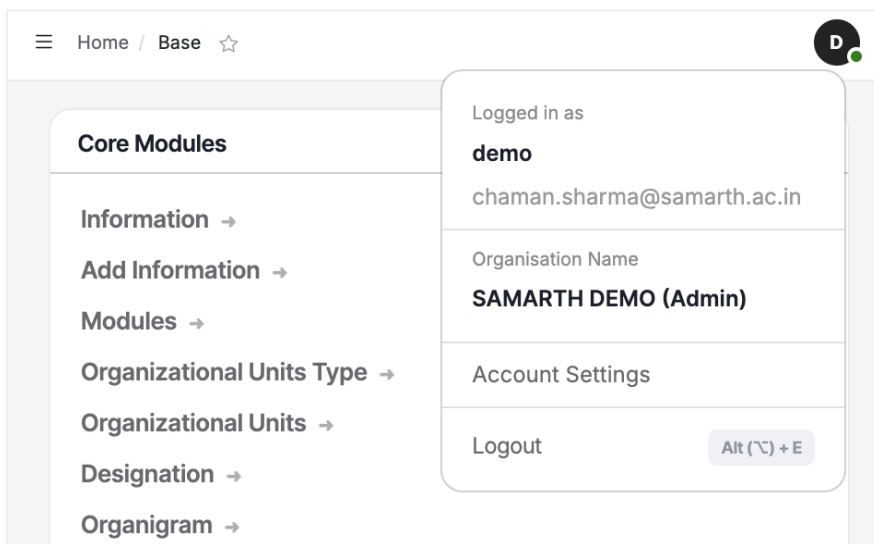 Home / Base
D
Core Modules
Information
Add Information
Modules
Organizational Units Type
Organizational Units
Designation
Organigram
Logged in as
demo
chaman.sharma@samarth.ac.in
Organisation Name
SAMARTH DEMO (Admin)
Account Settings
Logout Alt (⌥) + E